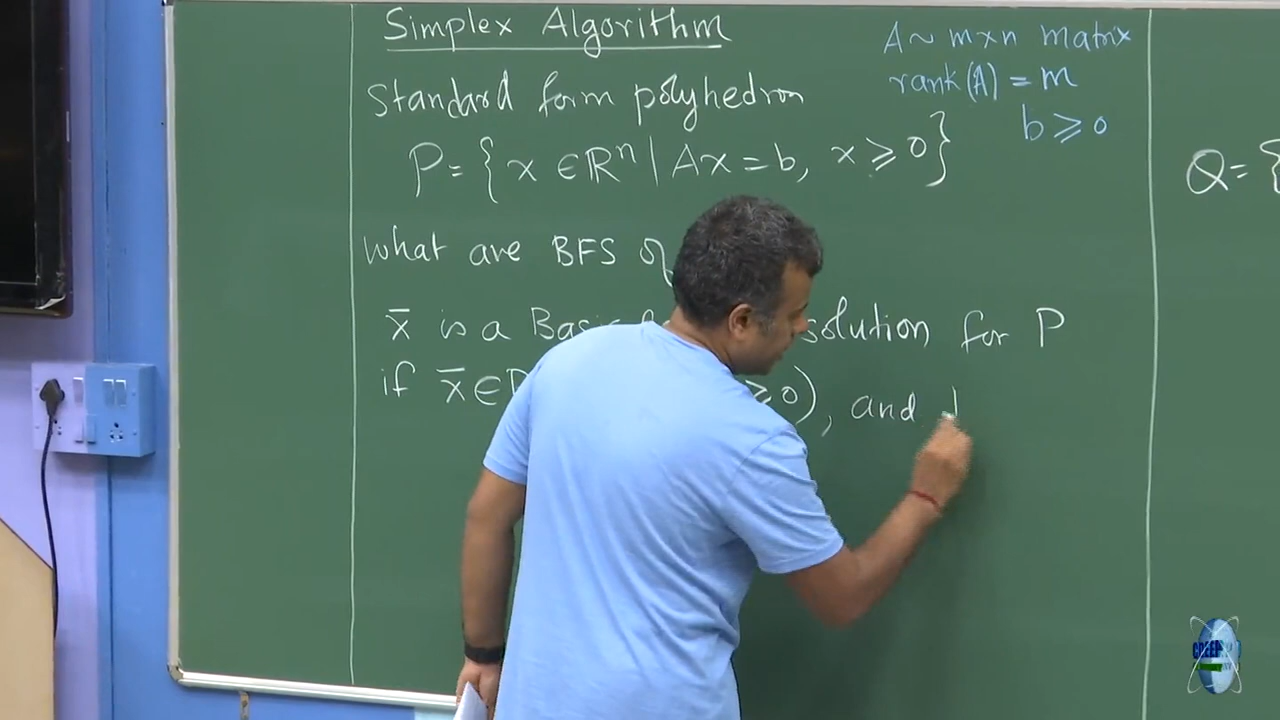 Simplex Algorithm
A ~ m×n matrix
rank(A) = m
b ≥ 0
Standard form polyhedron
P = { x ∈ ℝⁿ | Ax = b, x ≥ 0 }
Q = {
What are BFS
x̄ is a solution for P
if x̄ ∈ ≥ 0), and